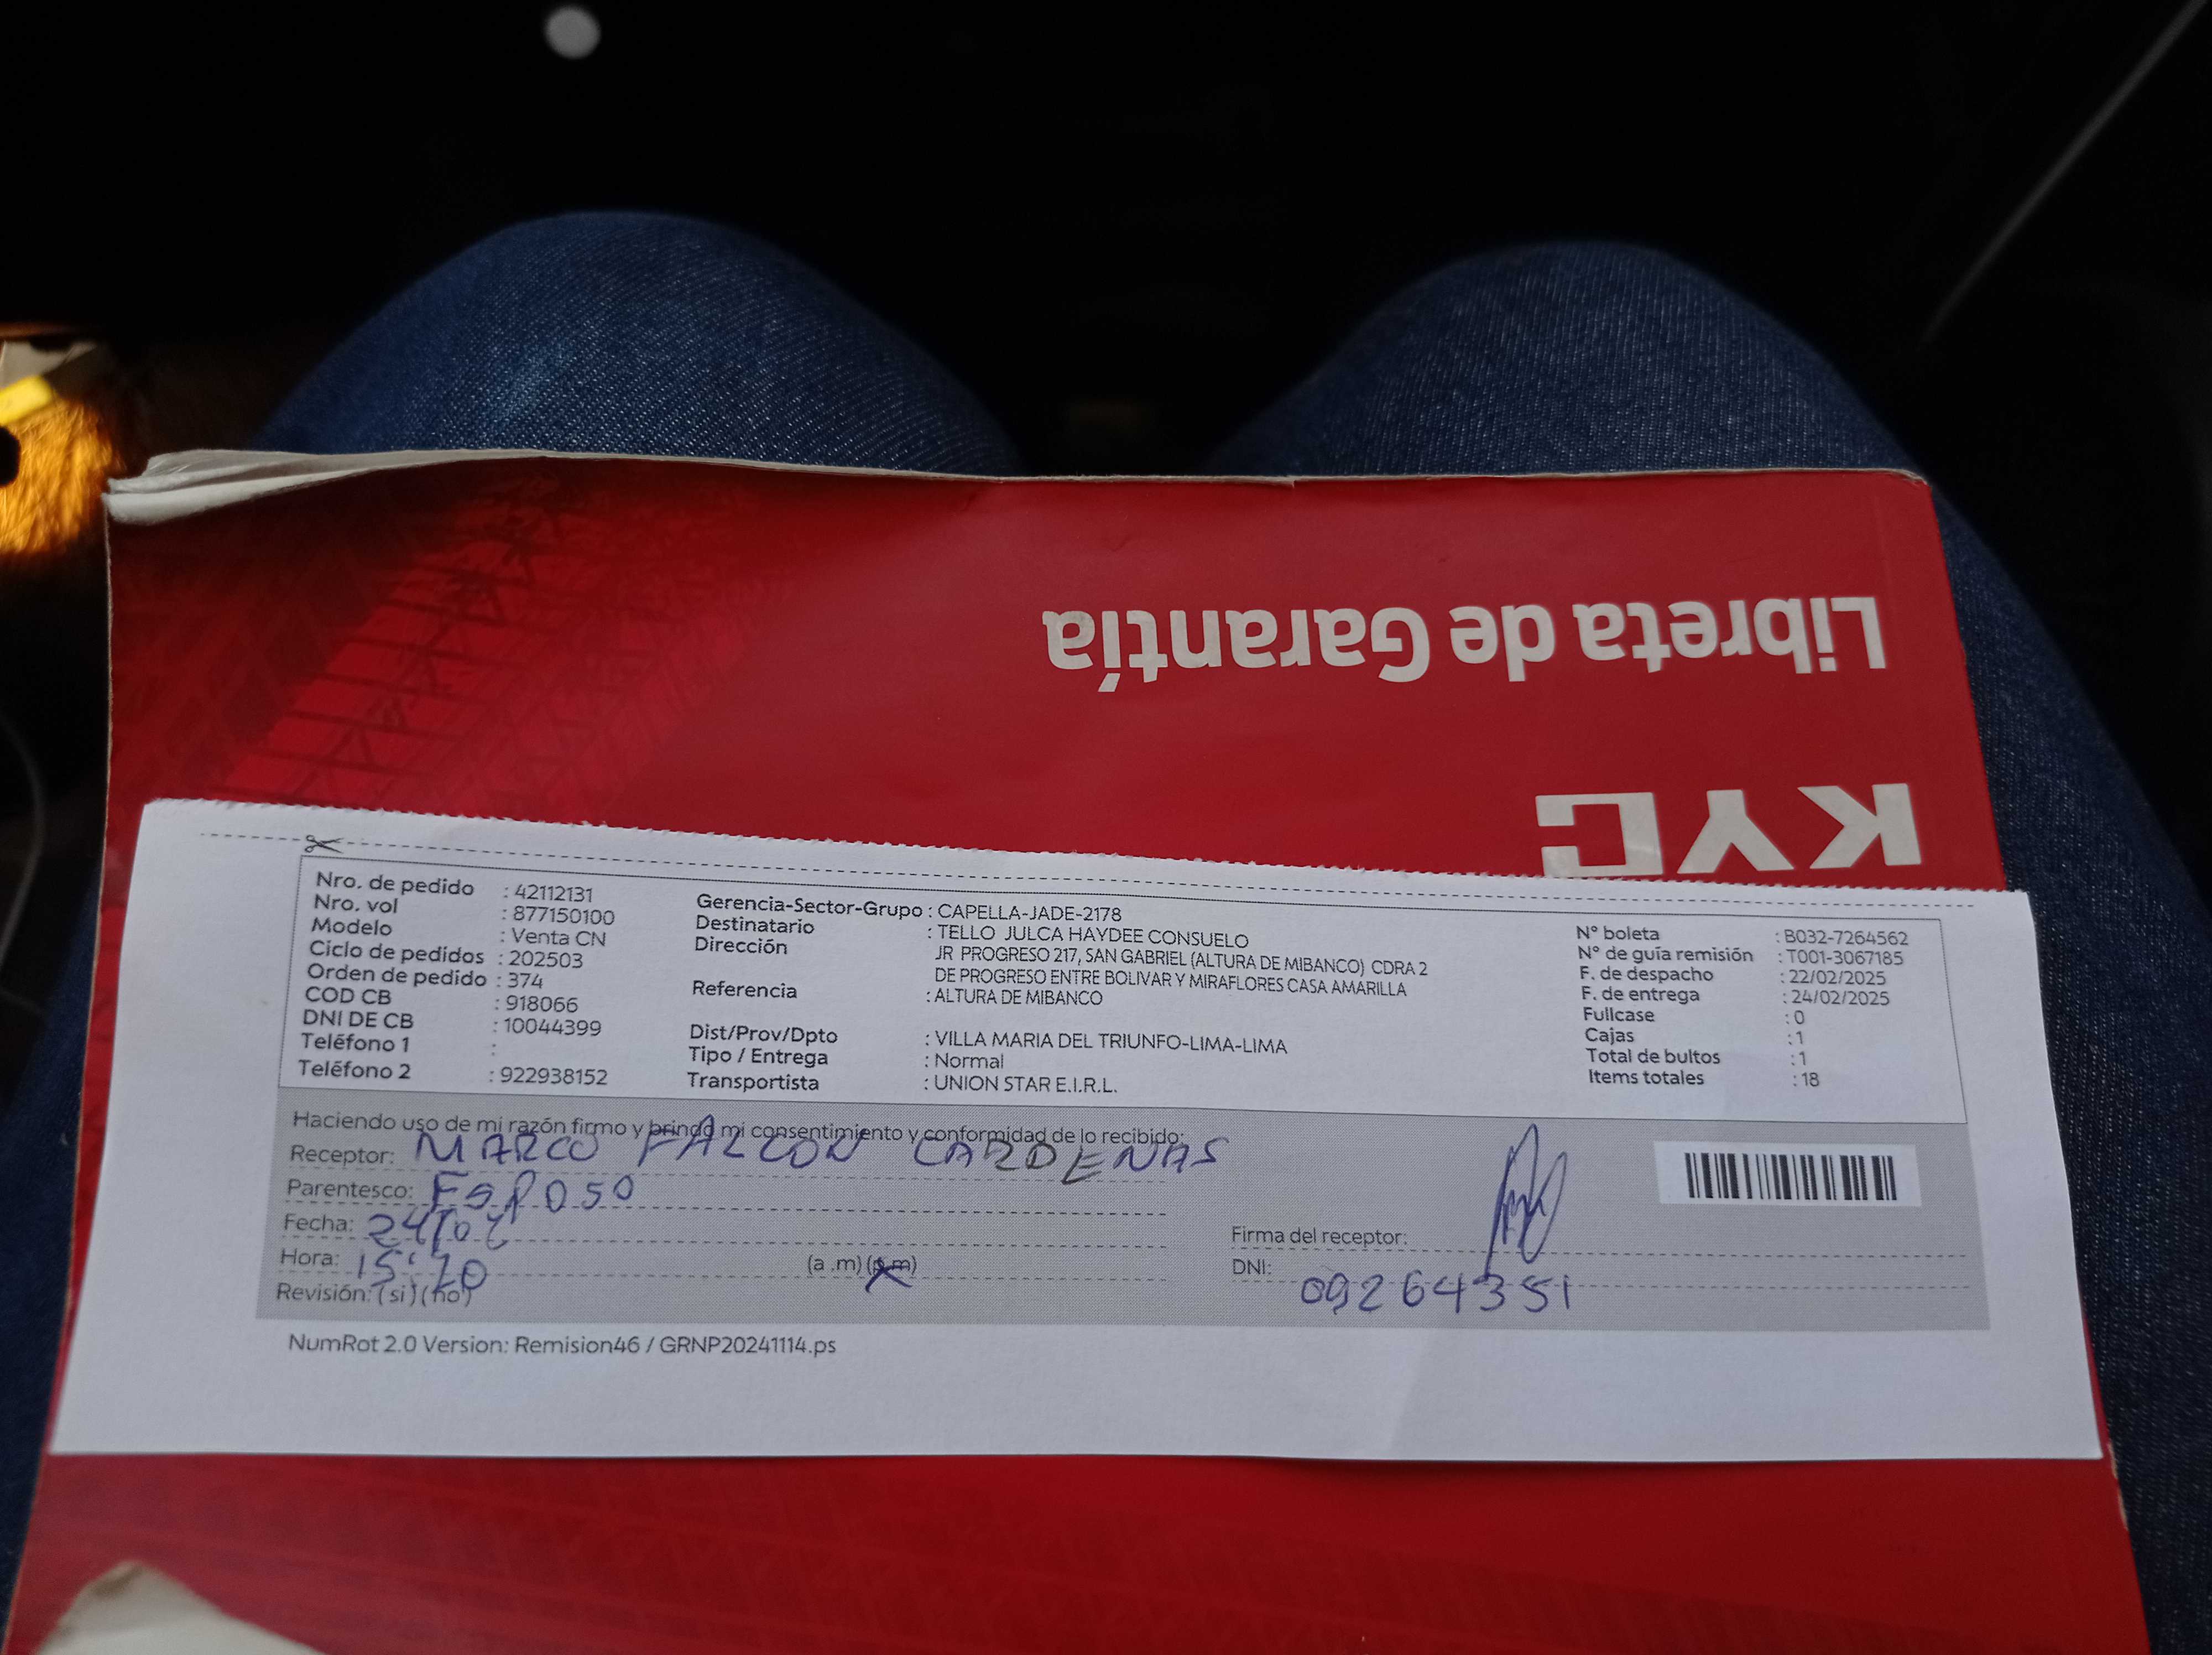 Libreta de Garantía
KYC
Nro. de pedido : 42112131
Nro. vol : 877150100
Modelo : Venta CN
Ciclo de pedidos : 202503
Orden de pedido : 374
COD CB : 918066
DNI DE CB : 10044399
Teléfono 1 :
Teléfono 2 : 922938152
Gerencia-Sector-Grupo : CAPELLA-JADE-2178
Destinatario : TELLO JULCA HAYDEE CONSUELO
Dirección JR PROGRESO 217, SAN GABRIEL (ALTURA DE MIBANCO) CDRA 2
DE PROGRESO ENTRE BOLIVAR Y MIRAFLORES CASA AMARILLA
Referencia : ALTURA DE MIBANCO
Dist/Prov/Dpto : VILLA MARIA DEL TRIUNFO-LIMA-LIMA
Tipo / Entrega : Normal
Transportista : UNION STAR E.I.R.L.
N° boleta : B032-7264562
N° de guía remisión : T001-3067185
F. de despacho : 22/02/2025
F. de entrega : 24/02/2025
Fullcase : 0
Cajas : 1
Total de bultos : 1
Items totales : 18
Haciendo uso de mi razón firmo y brindo mi consentimiento y conformidad de lo recibido:
Receptor: MARCO FALCON CARDENAS
Parentesco: ESPOSO
Fecha: 24/02
Hora: 15:20 (a .m) (p.m)
Revisión: (si) (no)
Firma del receptor:
DNI: 09264351
NumRot 2.0 Version: Remision46 / GRNP20241114.ps